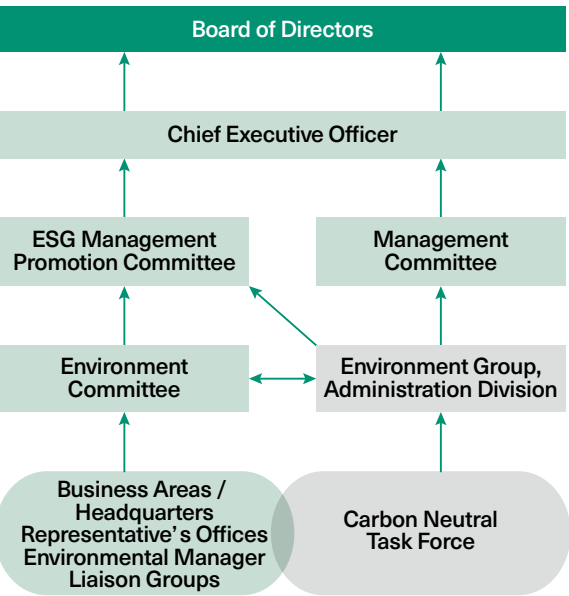 Board of Directors
Chief Executive Officer
ESG Management
Promotion Committee
Management
Committee
Environment
Committee
Environment Group,
Administration Division
Business Areas /
Headquarters
Representative's Offices
Environmental Manager
Liaison Groups
Carbon Neutral
Task Force